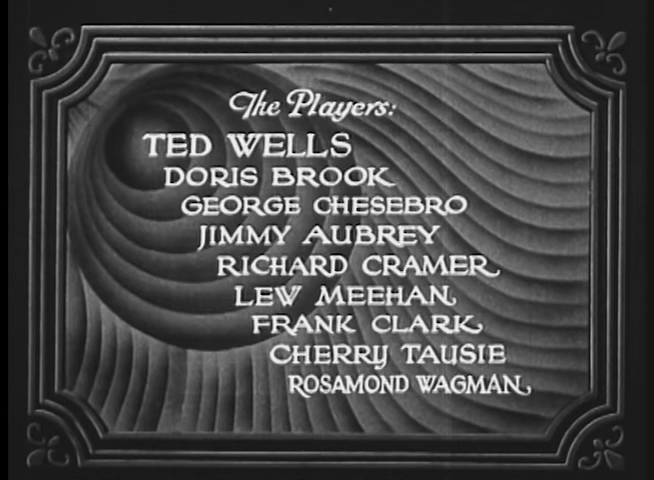 The Players:
TED WELLS
DORIS BROOK
GEORGE CHESEBRO
JIMMY AUBREY
RICHARD CRAMER
LEW MEEHAN
FRANK CLARK
CHERRY TAUSIE
ROSAMOND WAGMAN